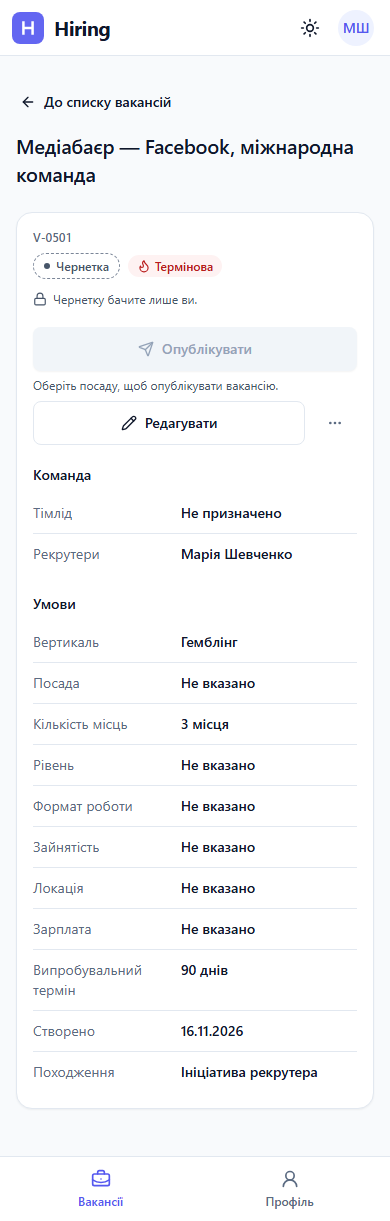 H Hiring МШ
До списку вакансій
Медіабаєр — Facebook, міжнародна
команда
V-0501
Чернетка Термінова
Чернетку бачите лише ви.
Опублікувати
Оберіть посаду, щоб опублікувати вакансію.
Редагувати ...
Команда
Тімлід Не призначено
Рекрутери Марія Шевченко
Умови
Вертикаль Гемблінг
Посада Не вказано
Кількість місць 3 місця
Рівень Не вказано
Формат роботи Не вказано
Зайнятість Не вказано
Локація Не вказано
Зарплата Не вказано
Випробувальний 90 днів
термін
Створено 16.11.2026
Походження Ініціатива рекрутера
Вакансії Профіль